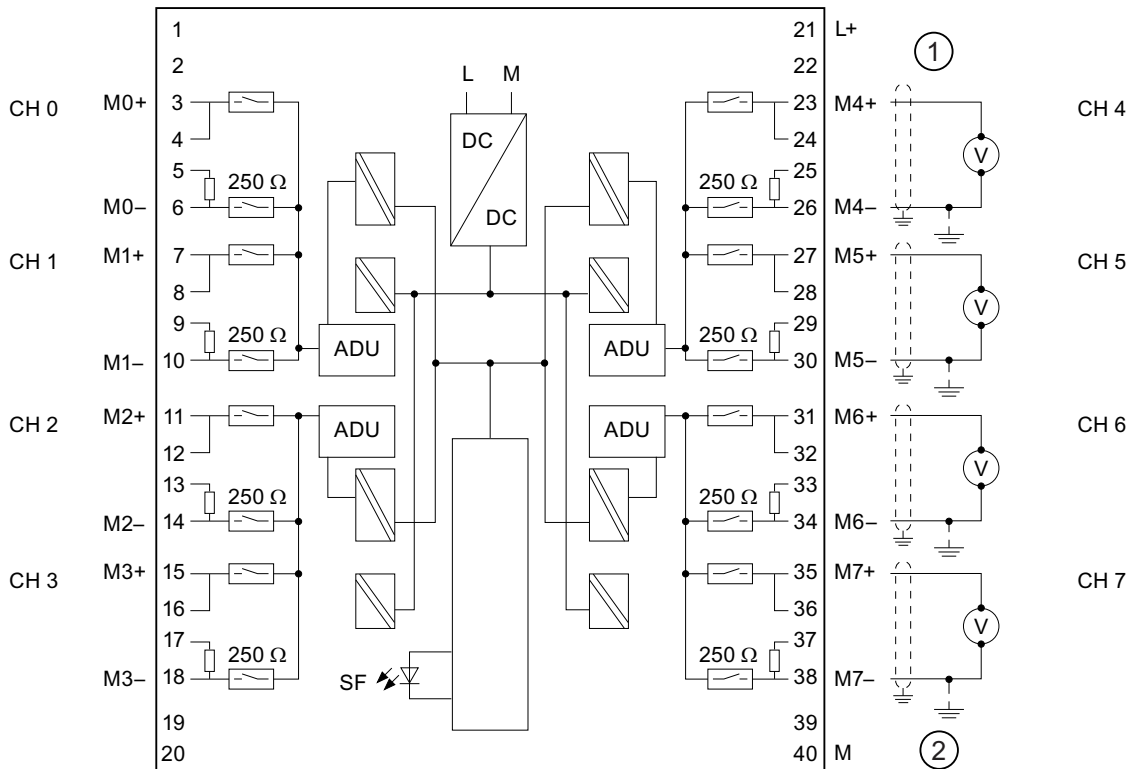 1 21 L+ 1
2 22
L M
CH 0 M0+ 3 23 M4+ CH 4
4 24
DC
V
5 25
250 Ω 250 Ω
M0– 6 26 M4–
DC
CH 1 M1+ 7 27 M5+ CH 5
8 28
V
9 29
250 Ω ADU ADU 250 Ω
M1– 10 30 M5–
CH 2 M2+ 11 31 M6+ CH 6
ADU ADU
12 32
V
13 33
250 Ω 250 Ω
M2– 14 34 M6–
CH 3 M3+ 15 35 M7+ CH 7
16 36
V
17 37
250 Ω 250 Ω
M3– 18 SF 38 M7–
19 39
20 40 M 2